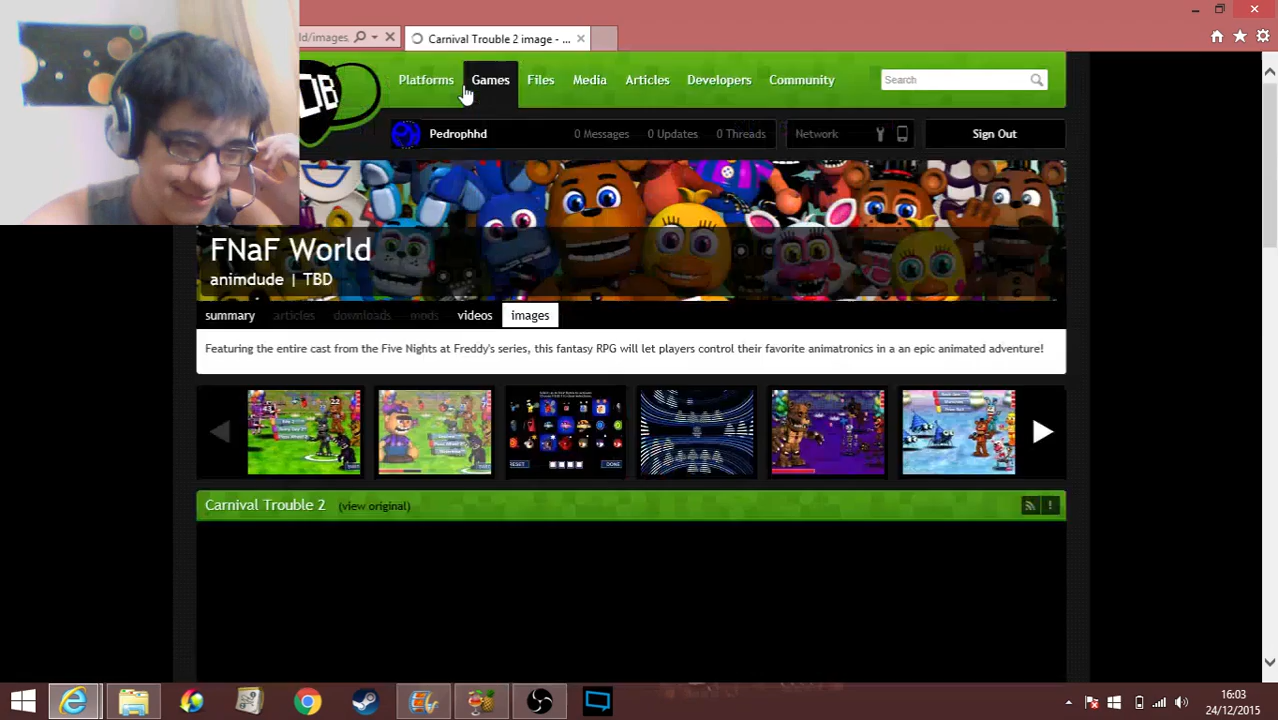 ld/images
Carnival Trouble 2 image - ...
DB
Platforms Games Files Media Articles Developers Community Search
Pedrophhd 0 Messages 0 Updates 0 Threads Network Sign Out
FNaF World
animdude | TBD
summary articles downloads mods videos images
Featuring the entire cast from the Five Nights at Freddy's series, this fantasy RPG will let players control their favorite animatronics in a an epic animated adventure!
RESET DONE
Carnival Trouble 2 (view original)
16:03
24/12/2015